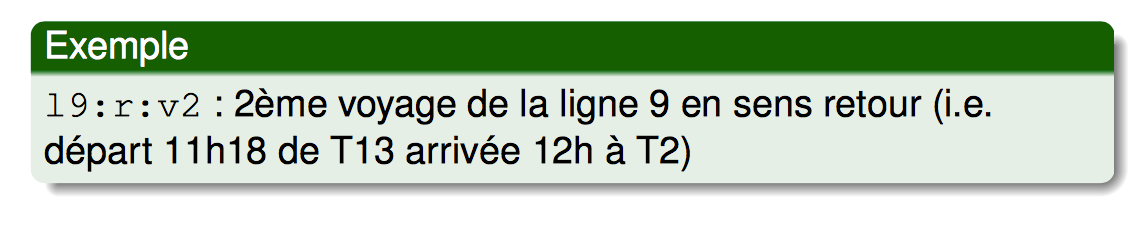 Exemple
l9:r:v2 : 2ème voyage de la ligne 9 en sens retour (i.e.
départ 11h18 de T13 arrivée 12h à T2)